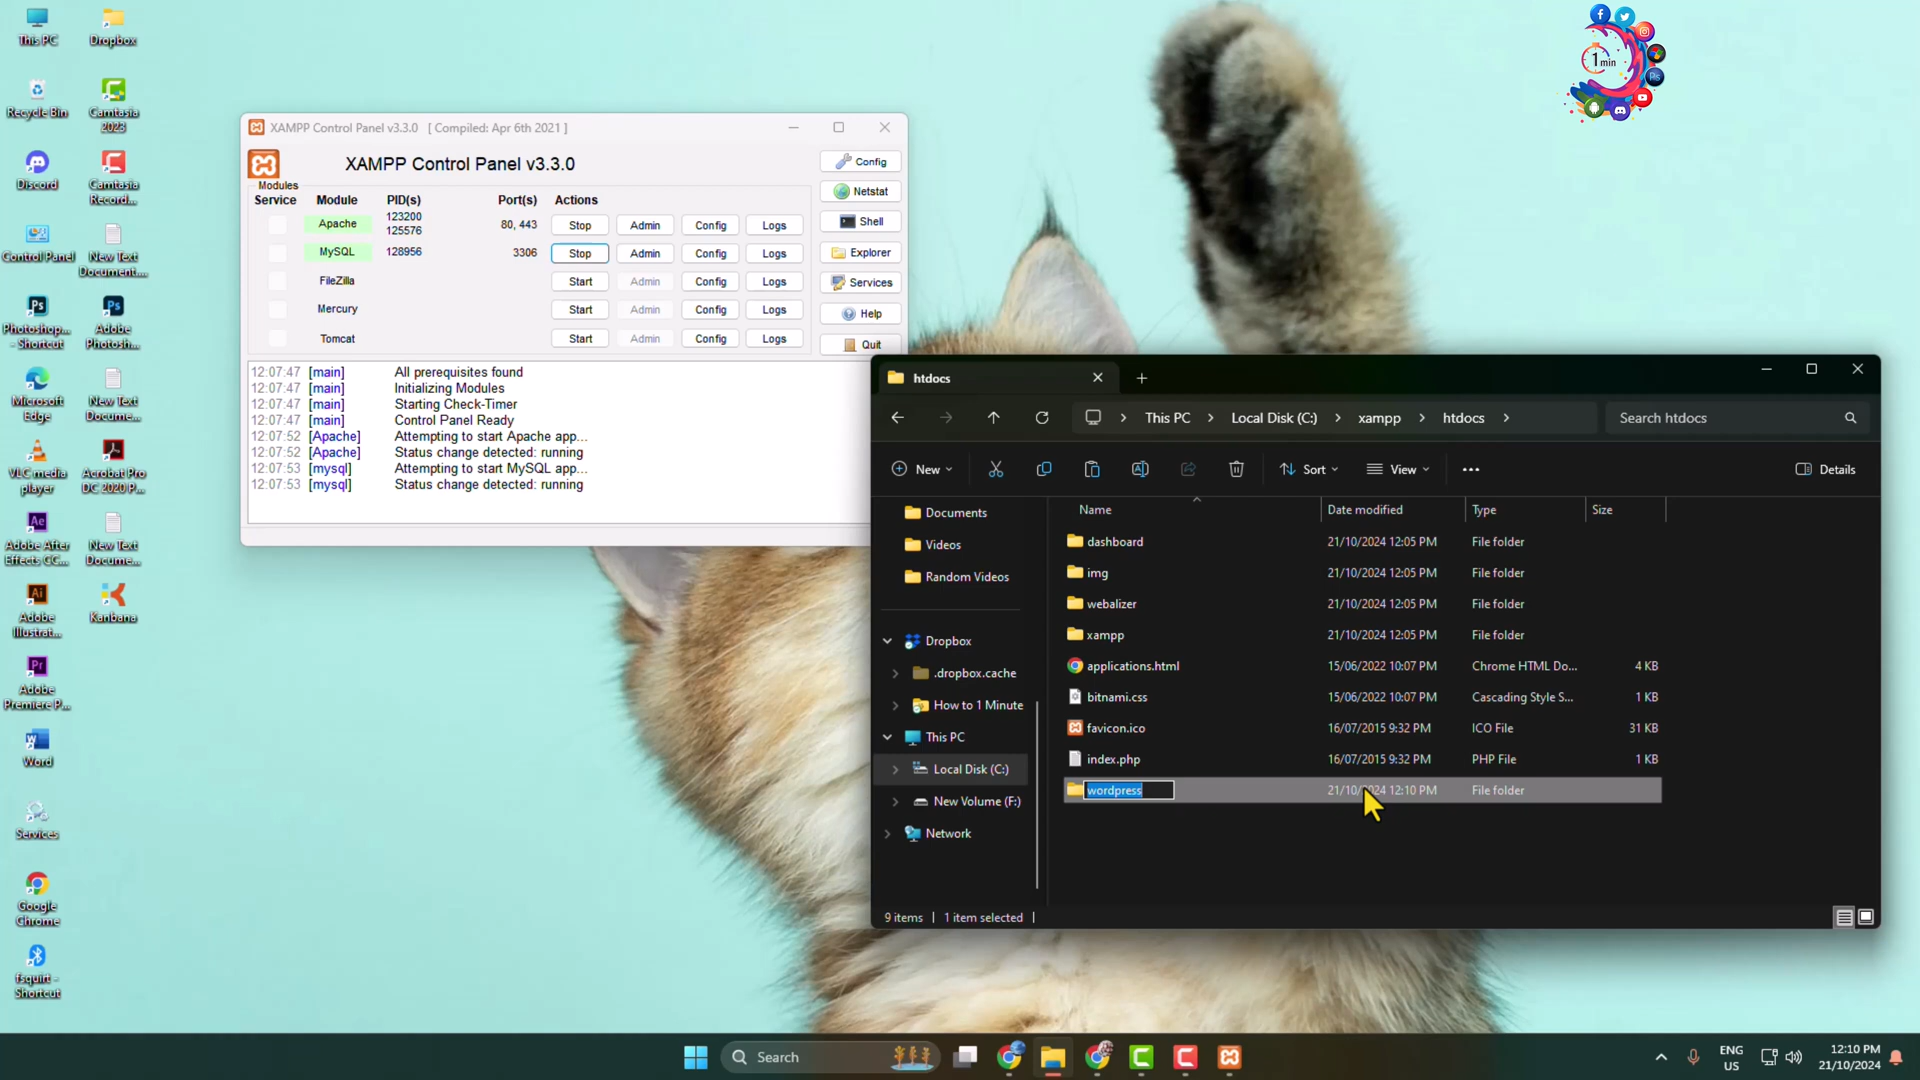 This PC
Dropbox
Recycle Bin
Camtasia
2023
Discord
Camtasia
Record...
Control Panel
New Text
Document....
Photoshop...
- Shortcut
Adobe
Photosh...
Microsoft
Edge
New Text
Docume...
VLC media
player
Acrobat Pro
DC 2020 P...
Adobe After
Effects CC...
New Text
Docume...
Adobe
Illustrat...
Kanbana
Adobe
Premiere P...
Word
Services
Google
Chrome
fsquirt -
Shortcut
1min
XAMPP Control Panel v3.3.0 [ Compiled: Apr 6th 2021 ]
XAMPP Control Panel v3.3.0
Modules
Service Module PID(s) Port(s) Actions
Apache 123200 125576 80, 443 Stop Admin Config Logs
MySQL 128956 3306 Stop Admin Config Logs
FileZilla Start Admin Config Logs
Mercury Start Admin Config Logs
Tomcat Start Admin Config Logs
Config
Netstat
Shell
Explorer
Services
Help
Quit
12:07:47 [main] All prerequisites found
12:07:47 [main] Initializing Modules
12:07:47 [main] Starting Check-Timer
12:07:47 [main] Control Panel Ready
12:07:52 [Apache] Attempting to start Apache app...
12:07:52 [Apache] Status change detected: running
12:07:53 [mysql] Attempting to start MySQL app...
12:07:53 [mysql] Status change detected: running
htdocs
This PC > Local Disk (C:) > xampp > htdocs >
Search htdocs
New Sort View ... Details
Documents
Videos
Random Videos
Dropbox
.dropbox.cache
How to 1 Minute
This PC
Local Disk (C:)
New Volume (F:)
Network
Name Date modified Type Size
dashboard 21/10/2024 12:05 PM File folder
img 21/10/2024 12:05 PM File folder
webalizer 21/10/2024 12:05 PM File folder
xampp 21/10/2024 12:05 PM File folder
applications.html 15/06/2022 10:07 PM Chrome HTML Do... 4 KB
bitnami.css 15/06/2022 10:07 PM Cascading Style S... 1 KB
favicon.ico 16/07/2015 9:32 PM ICO File 31 KB
index.php 16/07/2015 9:32 PM PHP File 1 KB
wordpress 21/10/2024 12:10 PM File folder
9 items | 1 item selected |
Search
ENG
US
12:10 PM
21/10/2024